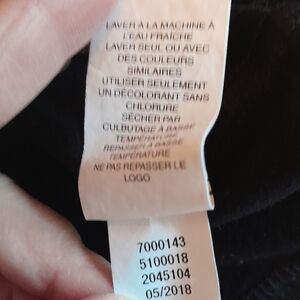 LAVER À LA MACHINE À
L'EAU FRAÎCHE
LAVER SEUL OU AVEC
DES COULEURS
SIMILAIRES
UTILISER SEULEMENT
UN DÉCOLORANT SANS
CHLORURE
SÉCHER PAR
CULBUTAGE À BASSE
TEMPÉRATURE
REPASSER À BASSE
TEMPÉRATURE
NE PAS REPASSER LE
LOGO
7000143
5100018
2045104
05/2018